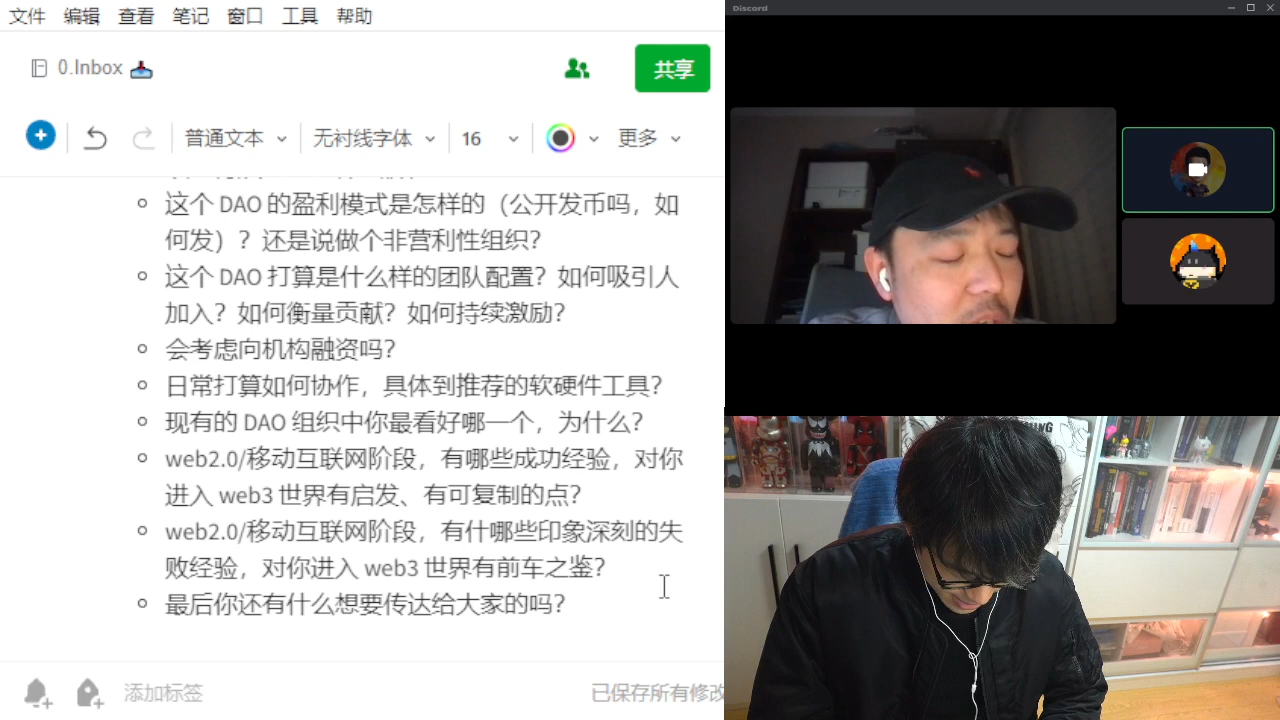 文件 编辑 查看 笔记 窗口 工具 帮助
0.Inbox
共享
普通文本 无衬线字体 16 更多
这个 DAO 的盈利模式是怎样的（公开发币吗，如
何发）？还是说做个非营利性组织？
这个 DAO 打算是什么样的团队配置？如何吸引人
加入？如何衡量贡献？如何持续激励？
会考虑向机构融资吗？
日常打算如何协作，具体到推荐的软硬件工具？
现有的 DAO 组织中你最看好哪一个，为什么？
web2.0/移动互联网阶段，有哪些成功经验，对你
进入 web3 世界有启发、有可复制的点？
web2.0/移动互联网阶段，有什哪些印象深刻的失
败经验，对你进入 web3 世界有前车之鉴？
最后你还有什么想要传达给大家的吗？
添加标签
已保存所有修改
Discord